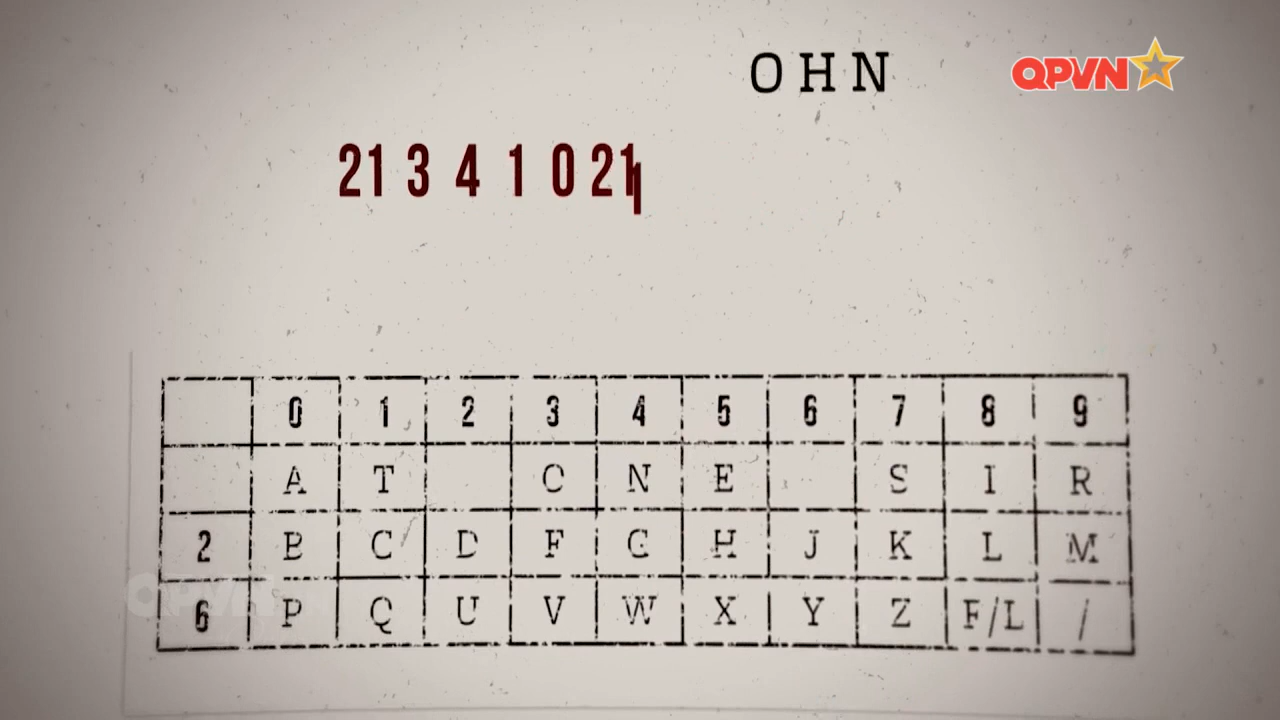 OHN
QPVN
21 3 4 1 0 21
0 1 2 3 4 5 6 7 8 9
A T O N E S I R
2 B C D F G H J K L M
6 P Q U V W X Y Z F/L /
QPVN